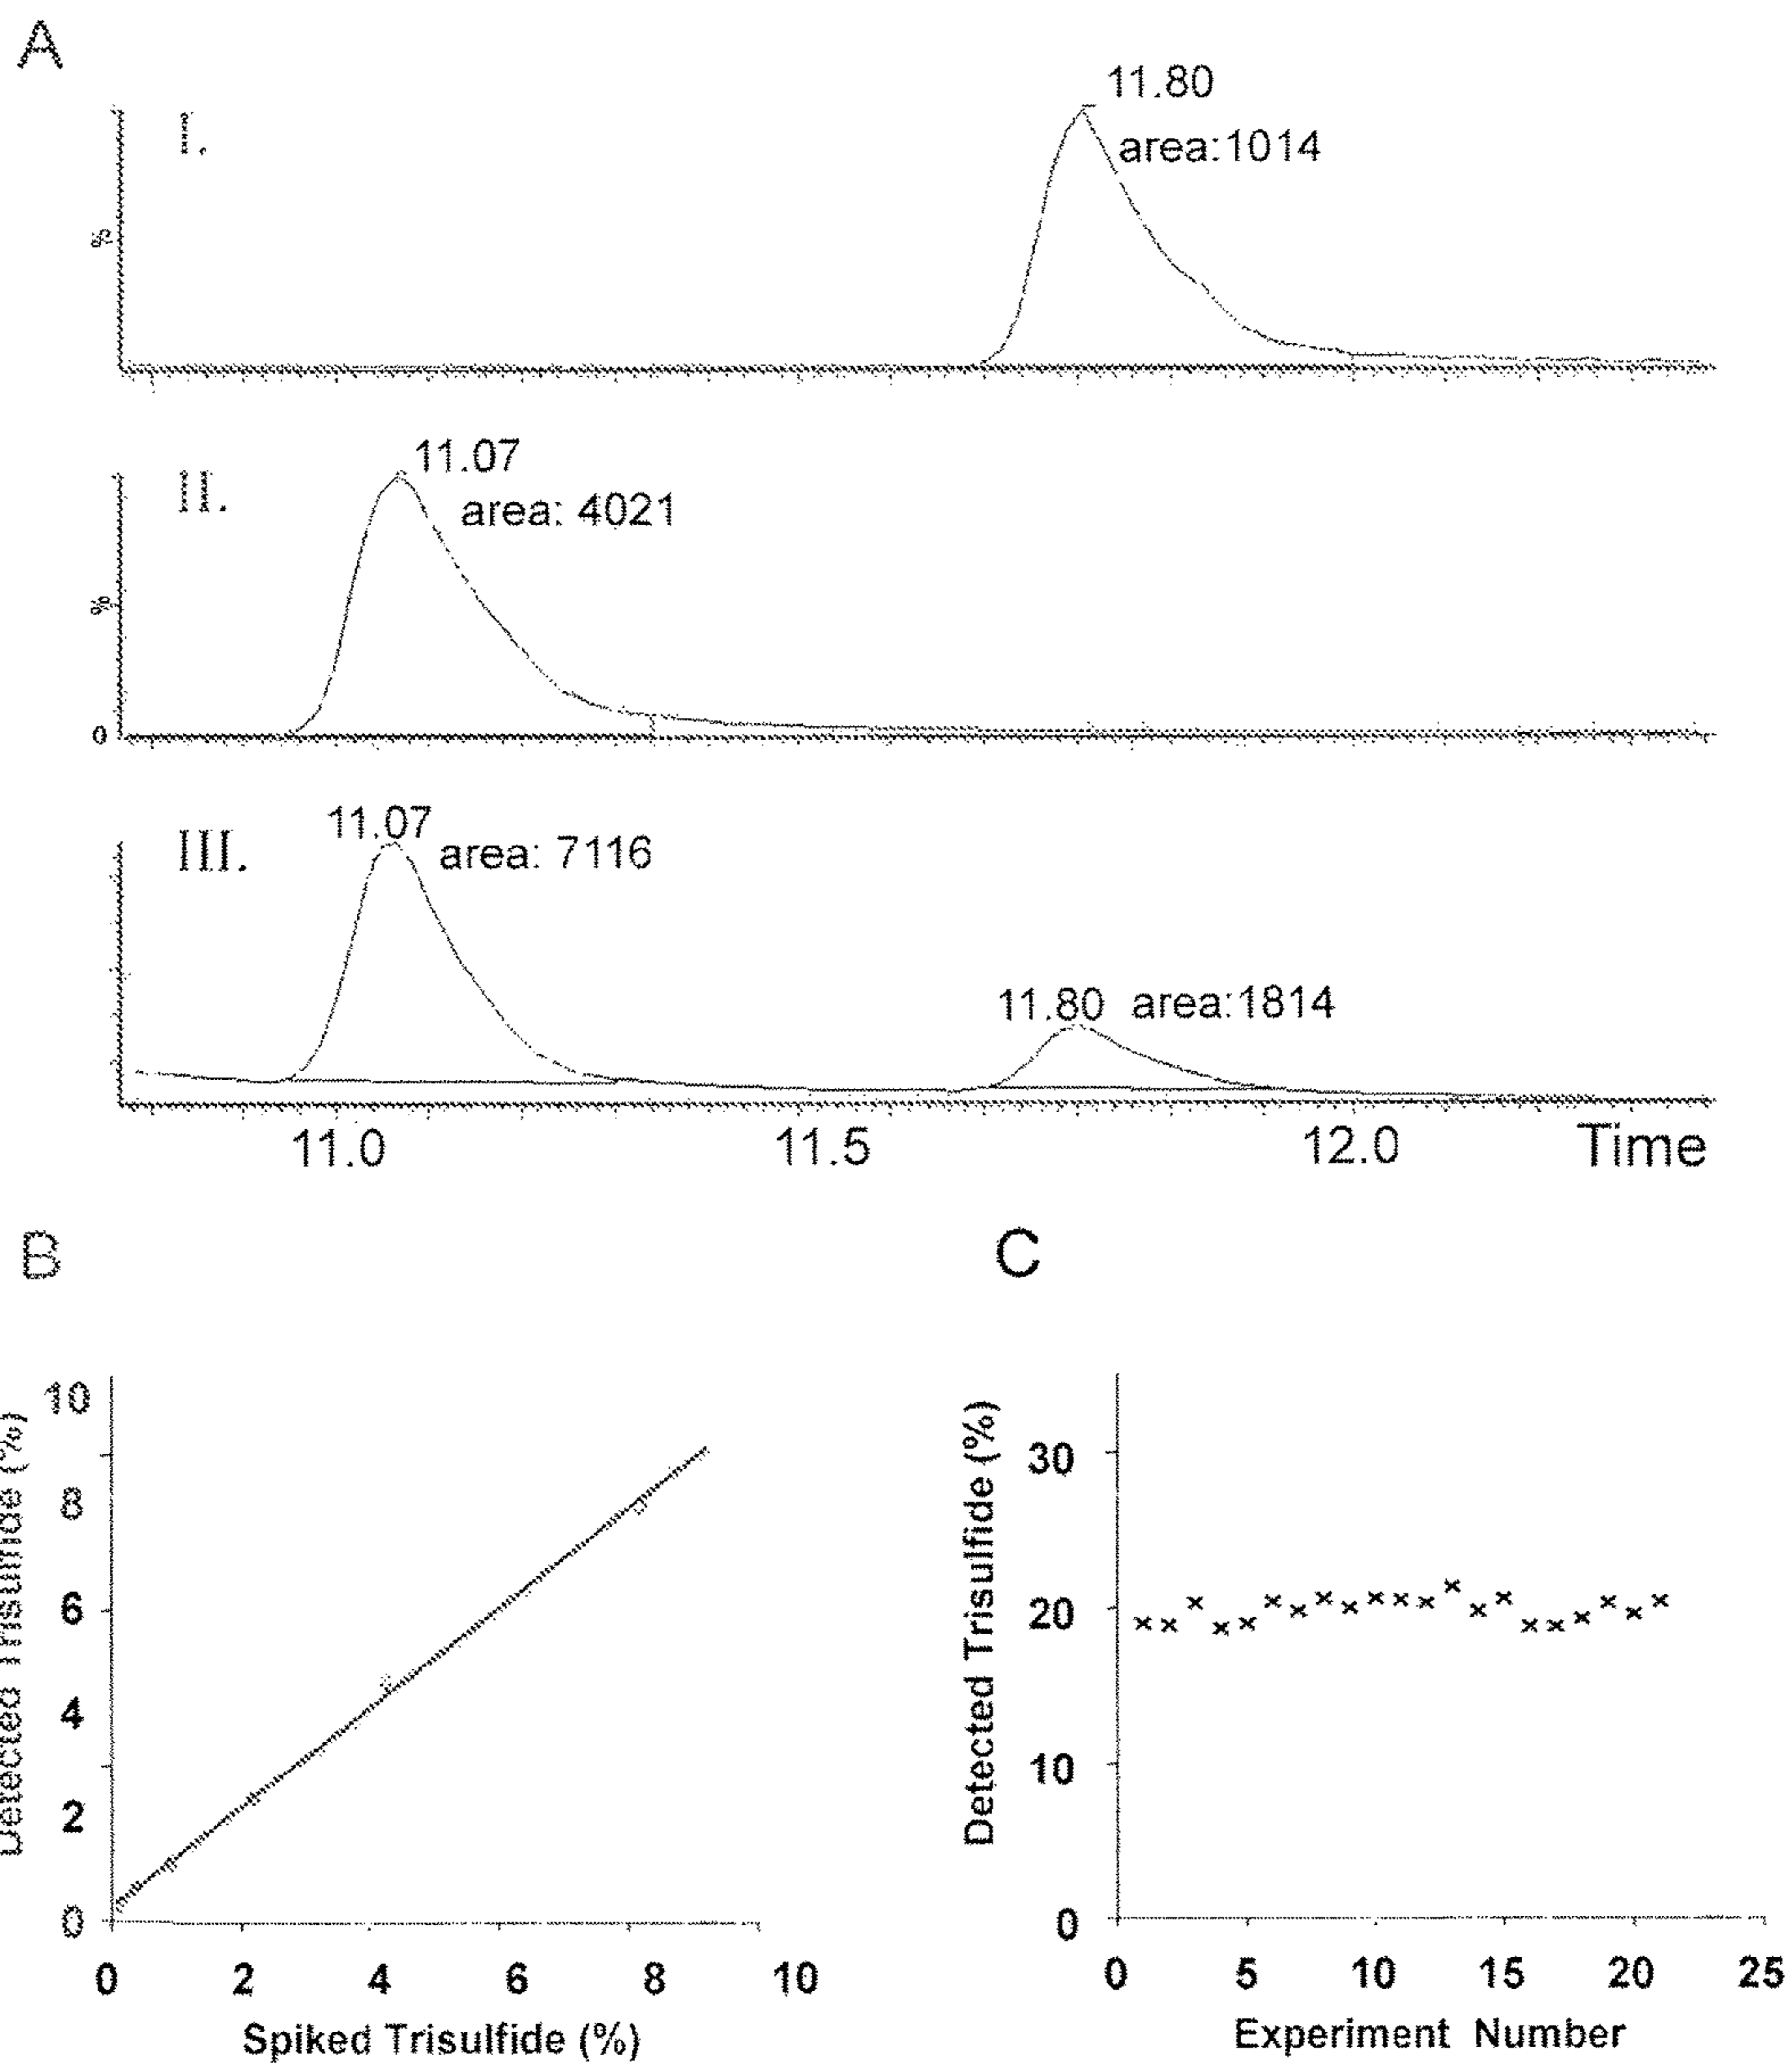 A
I.
11.80
area:1014
%
II.
11.07
area: 4021
%
0
III.
11.07
area: 7116
11.80 area:1814
11.0 11.5 12.0 Time
B
Detected Trisulfide (%)
10
8
6
4
2
0
0 2 4 6 8 10
Spiked Trisulfide (%)
C
Detected Trisulfide (%)
30
20
10
0
0 5 10 15 20 25
Experiment Number